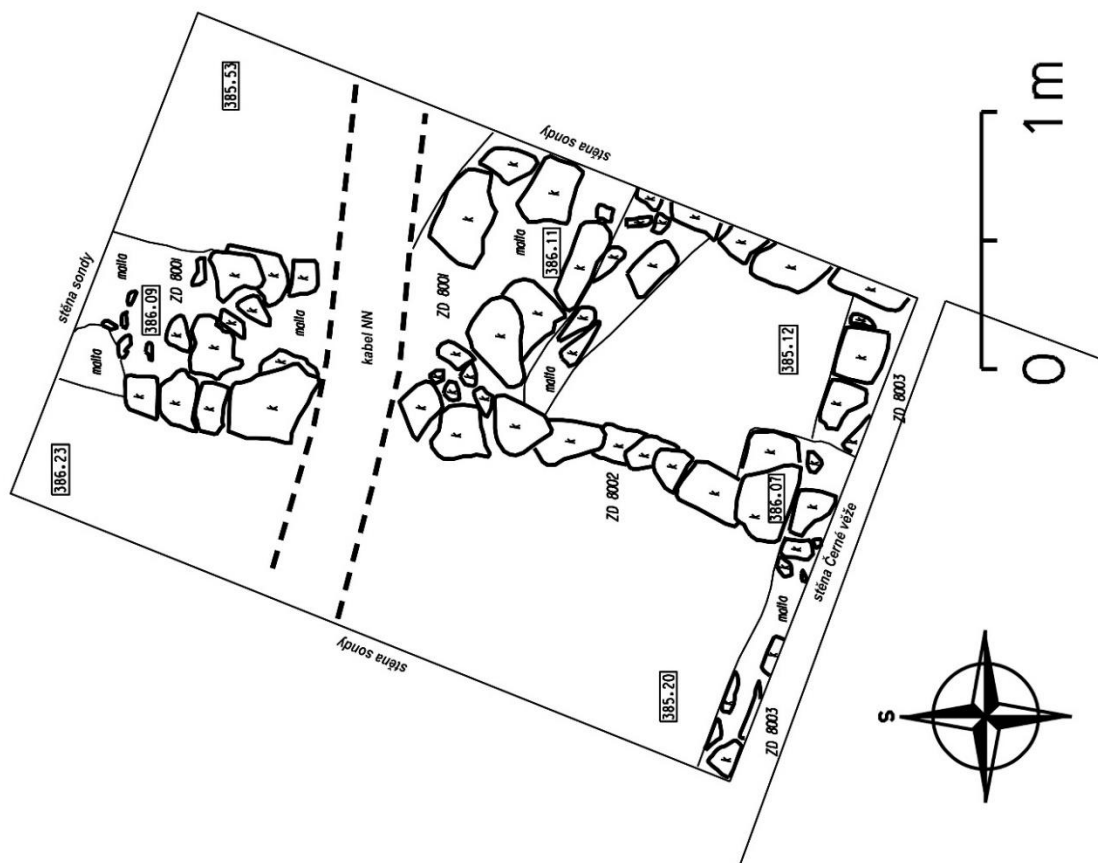 385.53
stěna sondy
stěna sondy
malta
ZD 8001
386.09
malta
malta
k k k k k k k k k k k k k
386.23
kabel NN
ZD 8001
malta
386.11
malta
k k k k k k k k k k k k k k k k k k k k k k k k k k k
385.12
ZD 8002
386.07
ZD 8003
stěna Černé věže
malta
stěna sondy
385.20
ZD 8003
k k k k k k k
S
0 1 m